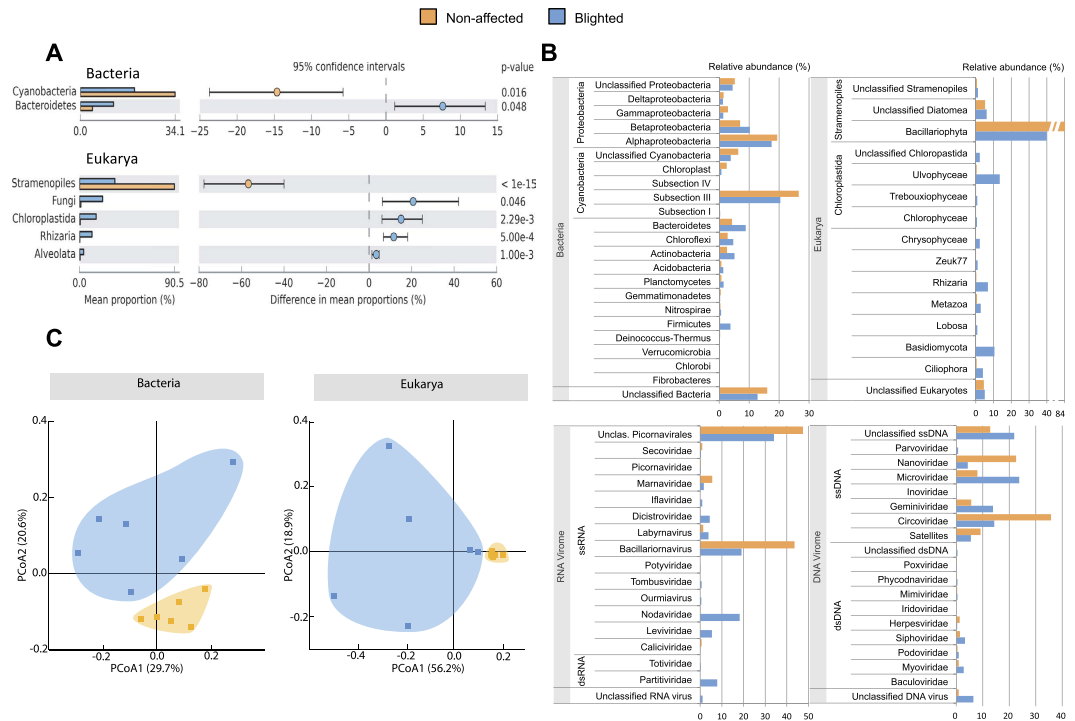 Non-affected Blighted
A
Bacteria 95% confidence intervals p-value
Cyanobacteria 0.016
Bacteroidetes 0.048
0.0 34.1 −25 −20 −15 −10 −5 0 5 10 15
Eukarya
Stramenopiles < 1e-15
Fungi 0.046
Chloroplastida 2.29e-3
Rhizaria 5.00e-4
Alveolata 1.00e-3
0.0 90.5 −80 −60 −40 −20 0 20 40 60
Mean proportion (%) Difference in mean proportions (%)
B
Relative abundance (%)
Bacteria
Proteobacteria
Unclassified Proteobacteria
Deltaproteobacteria
Gammaproteobacteria
Betaproteobacteria
Alphaproteobacteria
Cyanobacteria
Unclassified Cyanobacteria
Chloroplast
Subsection IV
Subsection III
Subsection I
Bacteroidetes
Chloroflexi
Actinobacteria
Acidobacteria
Planctomycetes
Gemmatimonadetes
Nitrospirae
Firmicutes
Deinococcus-Thermus
Verrucomicrobia
Chlorobi
Fibrobacteres
Unclassified Bacteria
0 10 20 30
Relative abundance (%)
Eukarya
Stramenopiles
Unclassified Stramenopiles
Unclassified Diatomea
Bacillariophyta
Chloroplastida
Unclassified Chloropastida
Ulvophyceae
Trebouxiophyceae
Chlorophyceae
Chrysophyceae
Zeuk77
Rhizaria
Metazoa
Lobosa
Basidiomycota
Ciliophora
Unclassified Eukaryotes
0 10 20 30 40 84
RNA Virome
ssRNA
Unclas. Picornavirales
Secoviridae
Picornaviridae
Marnaviridae
Iflaviridae
Dicistroviridae
Labyrnavirus
Bacillariornavirus
Potyviridae
Tombusviridae
Ourmiavirus
Nodaviridae
Leviviridae
Caliciviridae
dsRNA
Totiviridae
Partitiviridae
Unclassified RNA virus
0 10 20 30 40 50
DNA Virome
ssDNA
Unclassified ssDNA
Parvoviridae
Nanoviridae
Microviridae
Inoviridae
Geminiviridae
Circoviridae
Satellites
dsDNA
Unclassified dsDNA
Poxviridae
Phycodnaviridae
Mimiviridae
Iridoviridae
Herpesviridae
Siphoviridae
Podoviridae
Myoviridae
Baculoviridae
Unclassified DNA virus
0 10 20 30 40
C
Bacteria
PCoA2 (20.6%)
0.4
0.2
0.0
-0.2
-0.2 0.0 0.2
PCoA1 (29.7%)
Eukarya
PCoA2 (18.9%)
0.4
0.2
0.0
-0.2
-0.4 0.0 0.2
PCoA1 (56.2%)